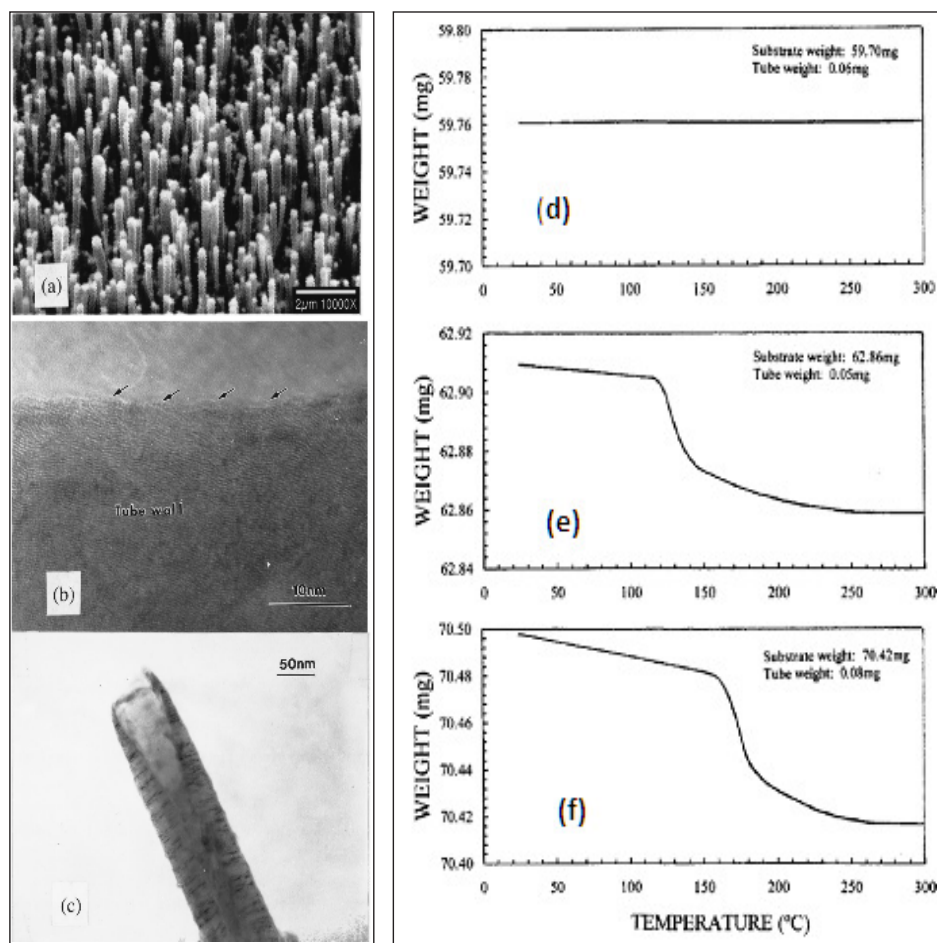 (a)
2µm 10000X
Tube wall
(b)
10nm
50nm
(c)
59.80
59.78
59.76
59.74
59.72
59.70
WEIGHT (mg)
Substrate weight: 59.70mg
Tube weight: 0.06mg
(d)
0 50 100 150 200 250 300
62.92
62.90
62.88
62.86
62.84
WEIGHT (mg)
Substrate weight: 62.86mg
Tube weight: 0.05mg
(e)
0 50 100 150 200 250 300
70.50
70.48
70.46
70.44
70.42
70.40
WEIGHT (mg)
Substrate weight: 70.42mg
Tube weight: 0.08mg
(f)
0 50 100 150 200 250 300
TEMPERATURE (ºC)